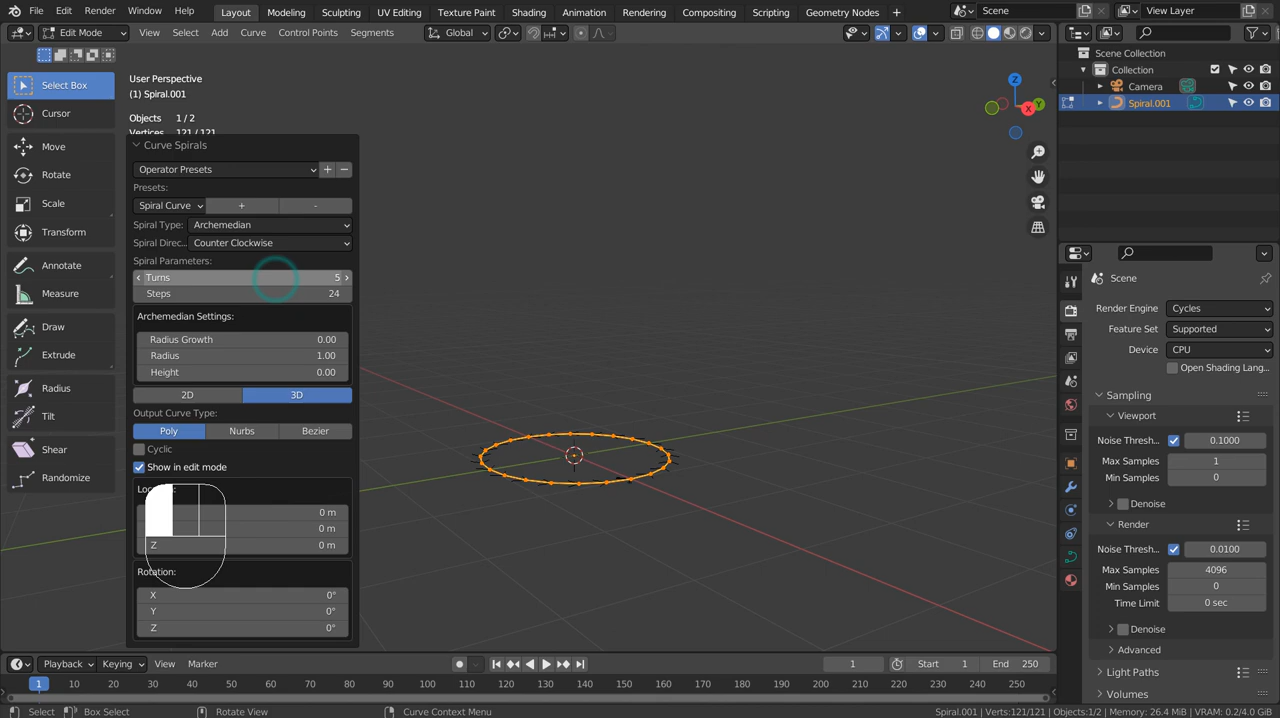 File Edit Render Window Help Layout Modeling Sculpting UV Editing Texture Paint Shading Animation Rendering Compositing Scripting Geometry Nodes + Scene View Layer
Edit Mode View Select Add Curve Control Points Segments Global
Select Box
Cursor
Move
Rotate
Scale
Transform
Annotate
Measure
Draw
Extrude
Radius
Tilt
Shear
Randomize
User Perspective
(1) Spiral.001
Objects 1 / 2
Vertices 121 / 121
Curve Spirals
Operator Presets + −
Presets:
Spiral Curve + -
Spiral Type: Archemedian
Spiral Direc... Counter Clockwise
Spiral Parameters:
Turns 5
Steps 24
Archemedian Settings:
Radius Growth 0.00
Radius 1.00
Height 0.00
2D 3D
Output Curve Type:
Poly Nurbs Bezier
Cyclic
Show in edit mode
0 m
0 m
Z 0 m
Rotation:
X 0°
Y 0°
Z 0°
Z
Y
X
Scene Collection
Collection
Camera
Spiral.001
Scene
Render Engine Cycles
Feature Set Supported
Device CPU
Open Shading Lang...
Sampling
Viewport
Noise Thresh... 0.1000
Max Samples 1
Min Samples 0
Denoise
Render
Noise Thresh... 0.0100
Max Samples 4096
Min Samples 0
Time Limit 0 sec
Denoise
Advanced
Light Paths
Volumes
Playback Keying View Marker 1 Start 1 End 250
1 10 20 30 40 50 60 70 80 90 100 110 120 130 140 150 160 170 180 190 200 210 220 230 240 250
Select Box Select Rotate View Curve Context Menu Spiral.001 | Verts:121/121 | Objects:1/2 | Memory: 26.4 MiB | VRAM: 0.2/4.0 GiB